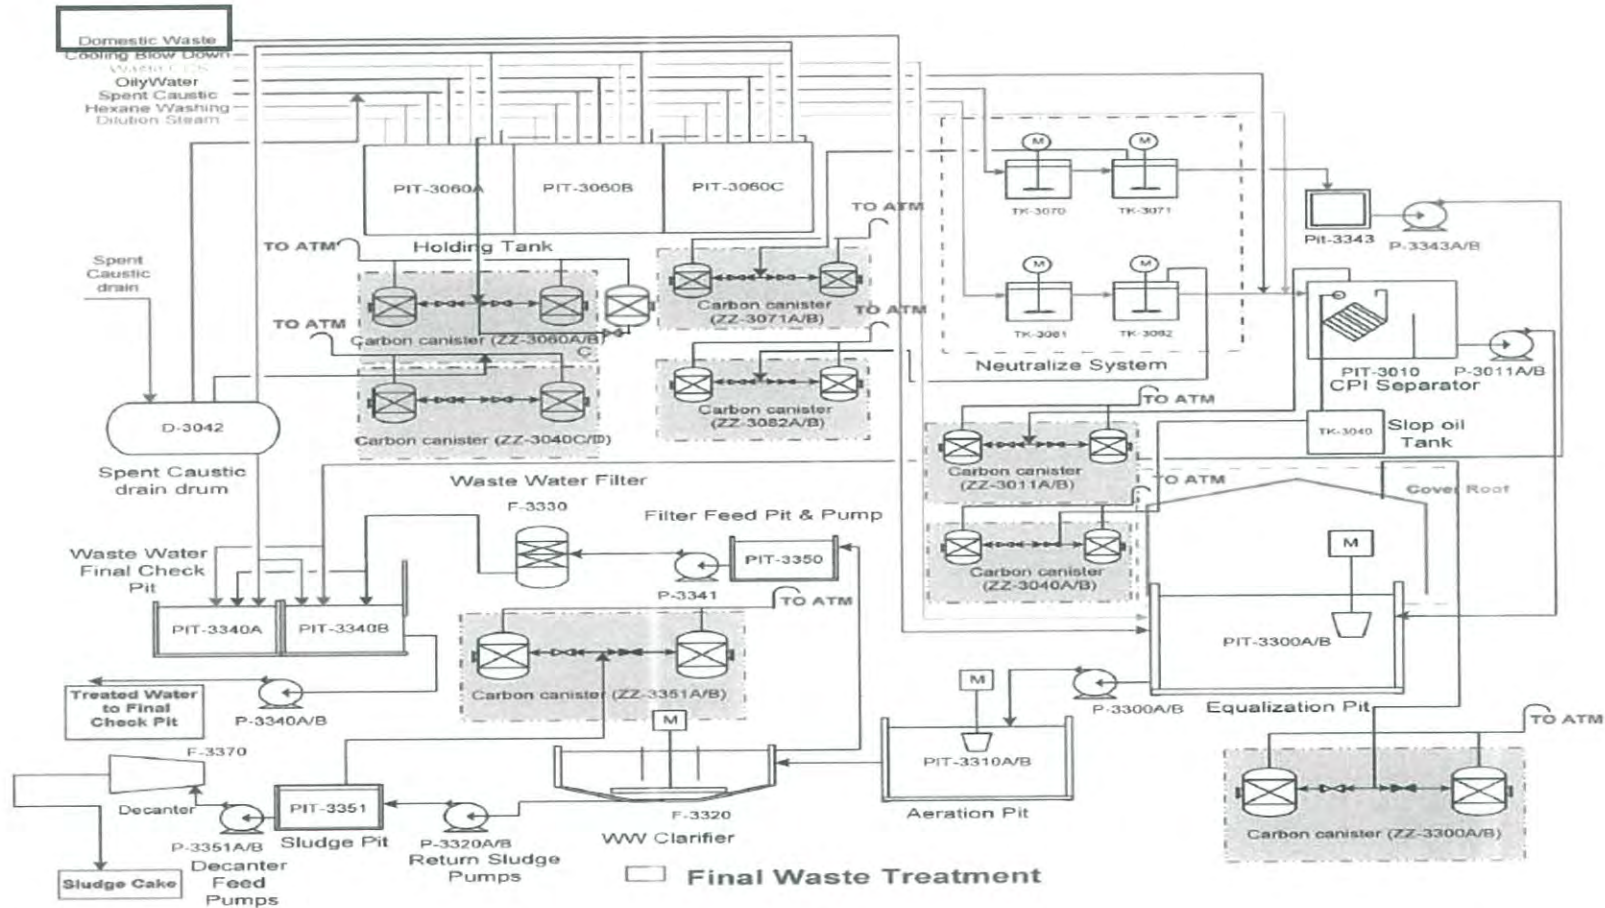 Domestic Waste
Cooling Blow Down
OilyWater
Spent Caustic
Hexane Washing
Dilution Steam
PIT-3060A
PIT-3060B
PIT-3060C
Holding Tank
TO ATM
TO ATM
M
M
TK-3070
TK-3071
Pit-3343
P-3343A/B
Spent
Caustic
drain
Carbon canister
(ZZ-3071A/B)
M
M
TK-3081
TK-3082
TO ATM
TO ATM
Carbon canister (ZZ-3060A/B)
C
Neutralize System
PIT-3010
CPI Separator
P-3011A/B
Carbon canister
(ZZ-3082A/B)
TO ATM
D-3042
Carbon canister (ZZ-3040C/D)
TK-3040
Slop oil
Tank
Spent Caustic
drain drum
Waste Water Filter
Carbon canister
(ZZ-3011A/B)
TO ATM
Cover Roof
F-3330
Filter Feed Pit & Pump
Waste Water
Final Check
Pit
PIT-3350
P-3341
M
Carbon canister
(ZZ-3040A/B)
TO ATM
PIT-3340A
PIT-3340B
PIT-3300A/B
Carbon canister (ZZ-3351A/B)
M
Treated Water
to Final
Check Pit
P-3340A/B
P-3300A/B
Equalization Pit
TO ATM
M
F-3370
PIT-3310A/B
Decanter
PIT-3351
F-3320
Aeration Pit
P-3351A/B
Decanter
Feed
Pumps
Sludge Pit
P-3320A/B
Return Sludge
Pumps
WW Clarifier
Carbon canister (ZZ-3300A/B)
Sludge Cake
Final Waste Treatment